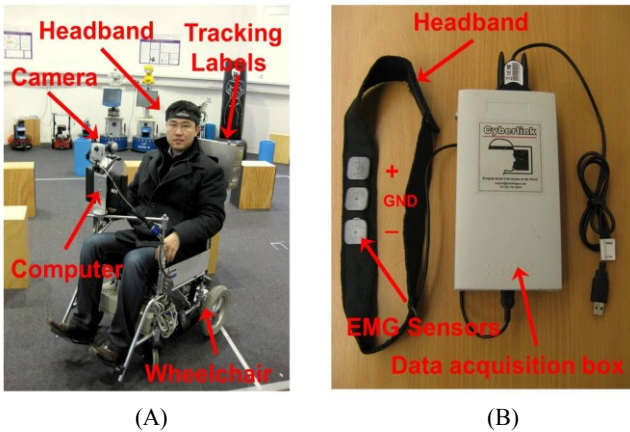 Headband
Tracking
Labels
Camera
Computer
Wheelchair
(A)
Headband
Cyberlink
+
GND
−
EMG Sensors
Data acquisition box
(B)